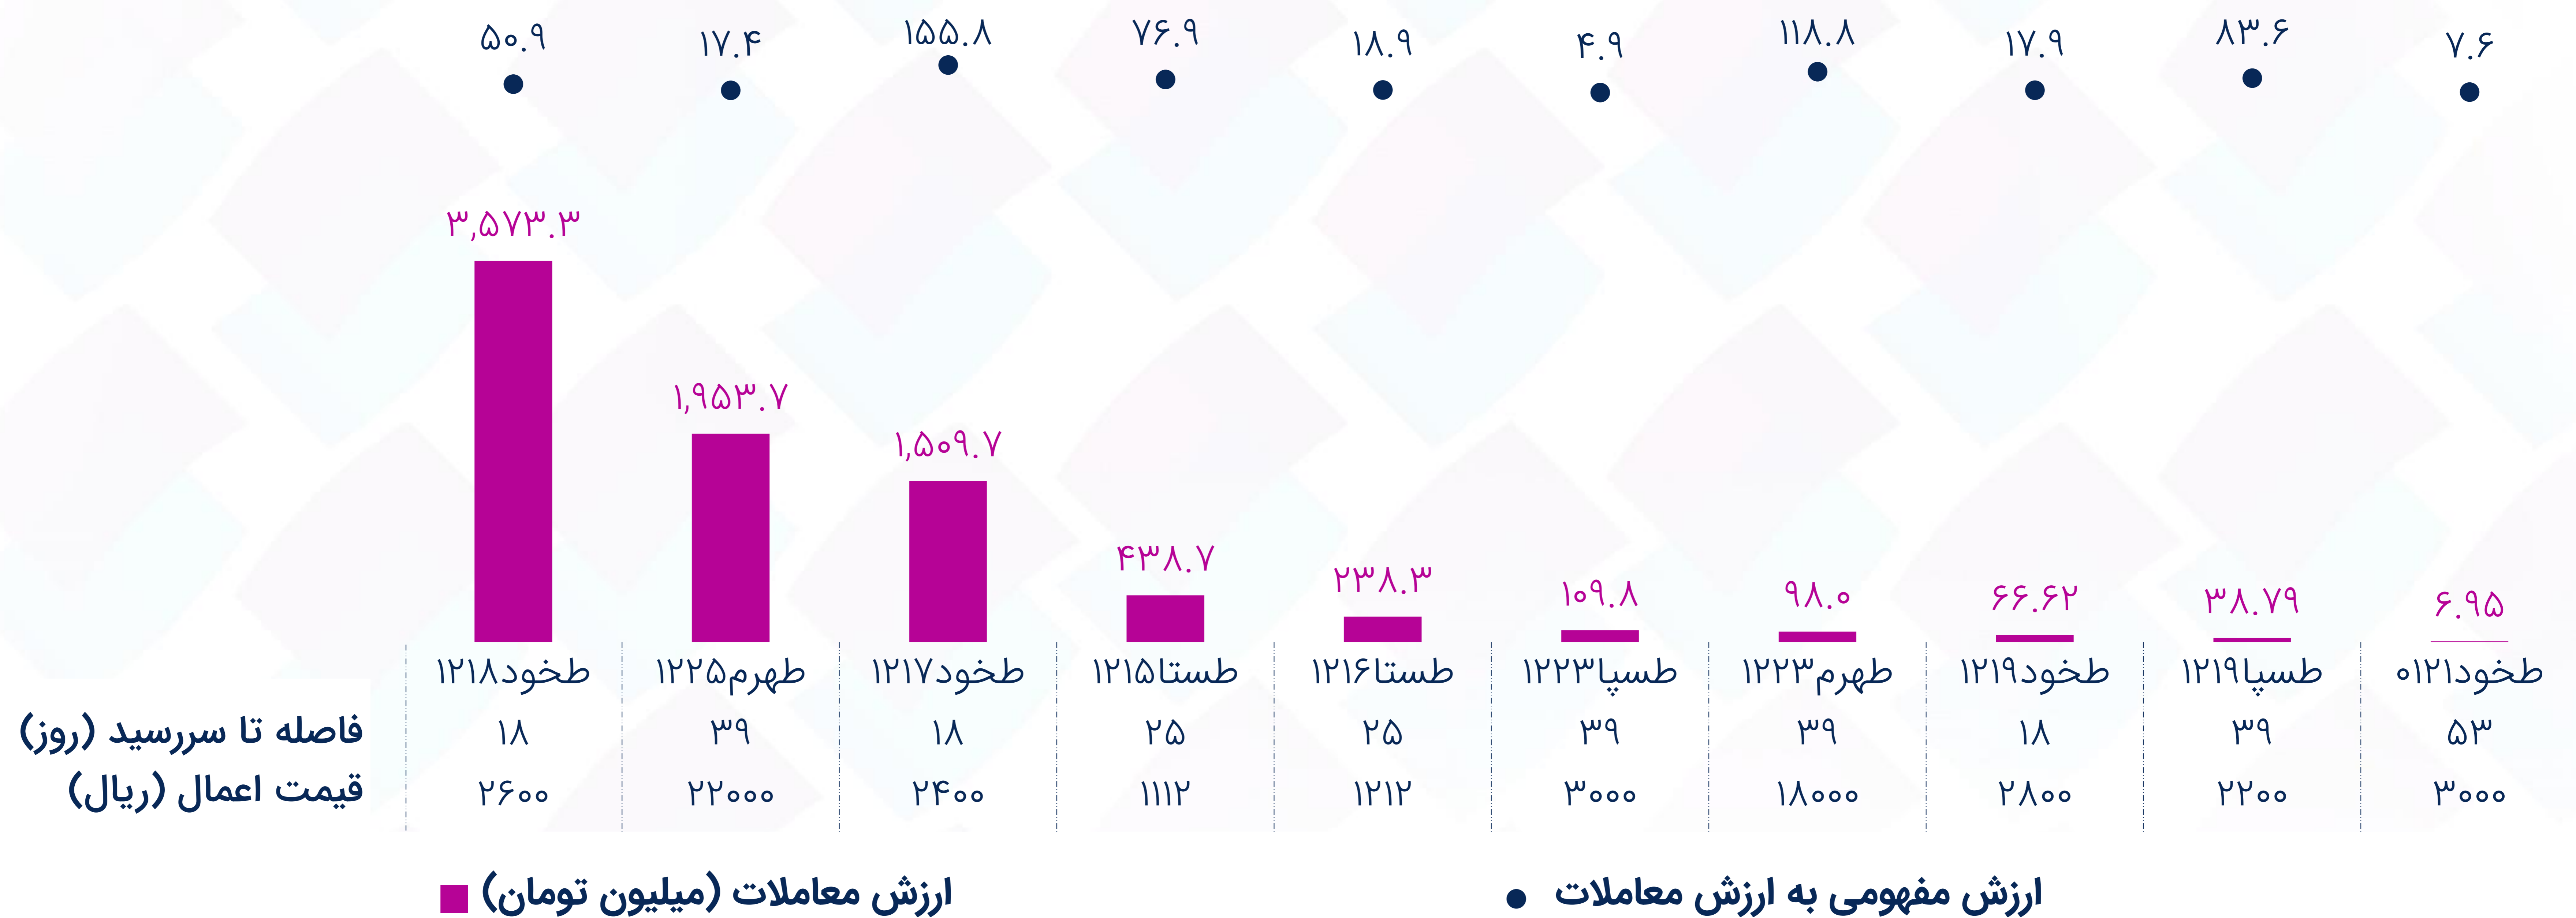 ۵۰.۹ ۱۷.۴ ۱۵۵.۸ ۷۶.۹ ۱۸.۹ ۴.۹ ۱۱۸.۸ ۱۷.۹ ۸۳.۶ ۷.۶
۳,۵۷۳.۳ ۱,۹۵۳.۷ ۱,۵۰۹.۷ ۴۳۸.۷ ۲۳۸.۳ ۱۰۹.۸ ۹۸.۰ ۶۶.۶۲ ۳۸.۷۹ ۶.۹۵
طخود۱۲۱۸ طهرم۱۲۲۵ طخود۱۲۱۷ طستا۱۲۱۵ طستا۱۲۱۶ طسپا۱۲۲۳ طهرم۱۲۲۳ طخود۱۲۱۹ طسپا۱۲۱۹ طخود۰۱۲۱
فاصله تا سررسید (روز) ۱۸ ۳۹ ۱۸ ۲۵ ۲۵ ۳۹ ۳۹ ۱۸ ۳۹ ۵۳
قیمت اعمال (ریال) ۲۶۰۰ ۲۲۰۰۰ ۲۴۰۰ ۱۱۱۲ ۱۲۱۲ ۳۰۰۰ ۱۸۰۰۰ ۲۸۰۰ ۲۲۰۰ ۳۰۰۰
ارزش معاملات (میلیون تومان)
ارزش مفهومی به ارزش معاملات